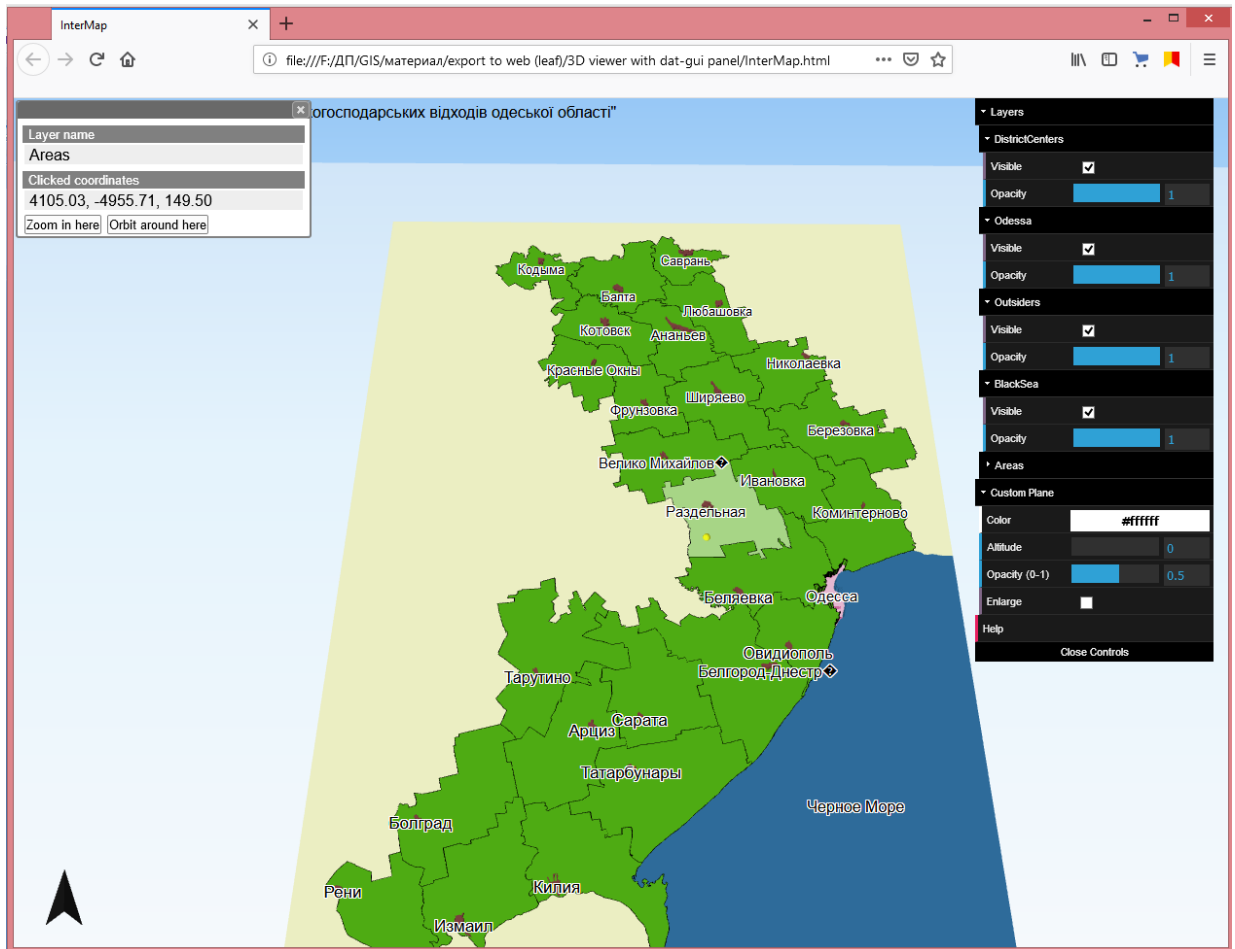 InterMap
file:///F:/ДП/GIS/материал/export to web (leaf)/3D viewer with dat-gui panel/InterMap.html
огосподарських відходів одеської області"
Layer name
Areas
Clicked coordinates
4105.03, -4955.71, 149.50
Zoom in here Orbit around here
Layers
DistrictCenters
Visible
Opacity 1
Odessa
Visible
Opacity 1
Outsiders
Visible
Opacity 1
BlackSea
Visible
Opacity 1
Areas
Custom Plane
Color #ffffff
Altitude 0
Opacity (0-1) 0.5
Enlarge
Help
Close Controls
Кодыма
Саврань
Балта
Любашовка
Котовск
Ананьев
Николаевка
Красные Окны
Ширяево
Фрунзовка
Березовка
Велико Михайлов�
Ивановка
Раздельная
Коминтерново
Беляевка
Одесса
Овидиополь
Белгород-Днестр�
Тарутино
Сарата
Арциз
Татарбунары
Черное Море
Болград
Килия
Рени
Измаил